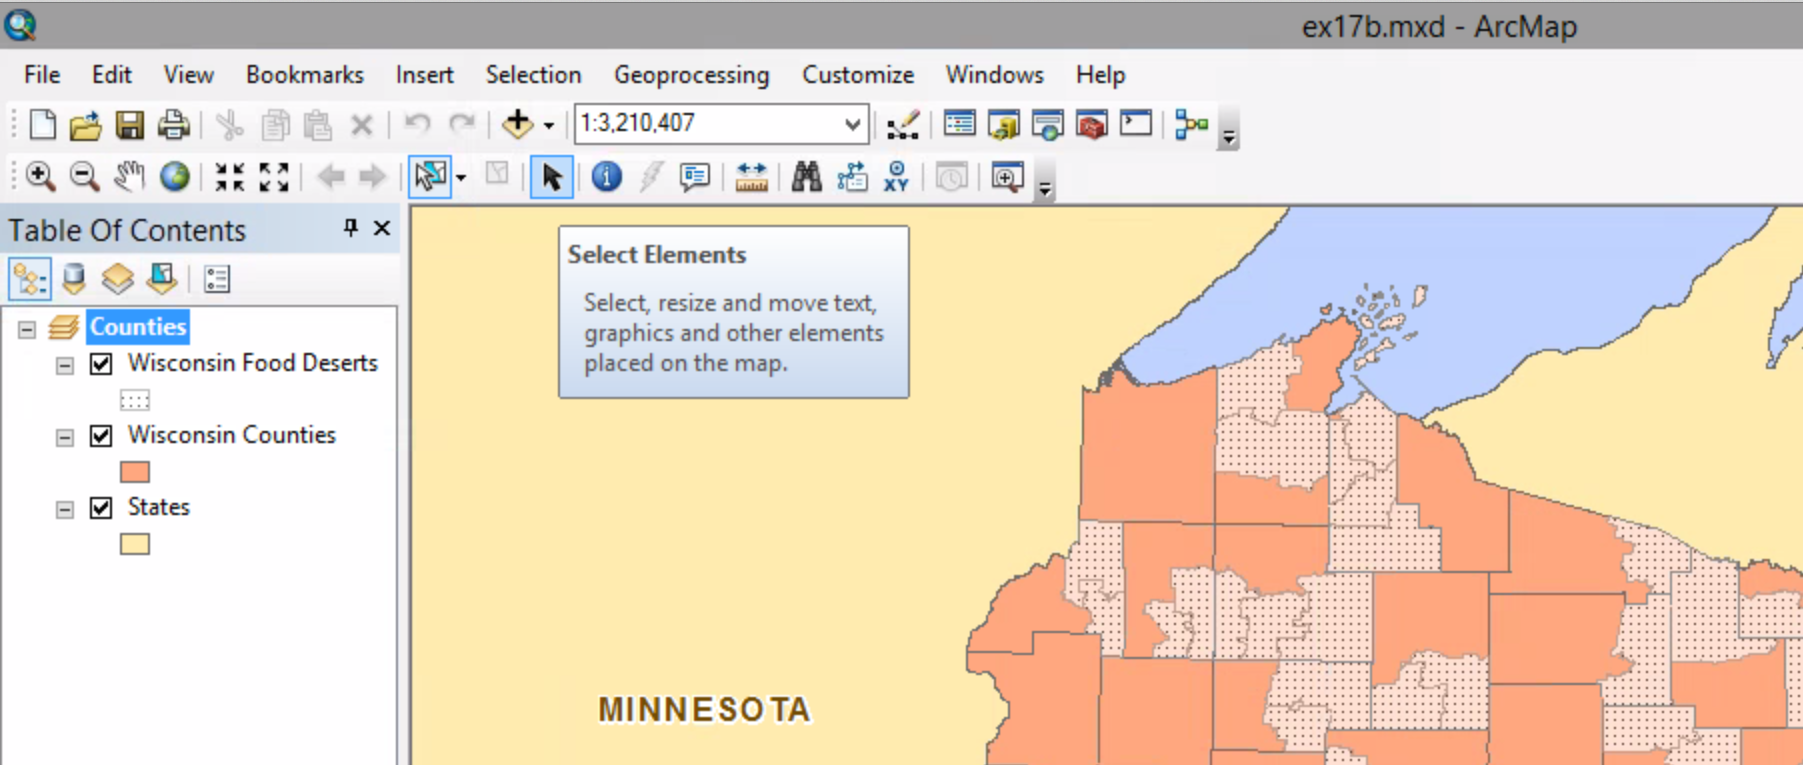 ex17b.mxd - ArcMap
File Edit View Bookmarks Insert Selection Geoprocessing Customize Windows Help
1:3,210,407
XY
Table Of Contents
Select Elements
Select, resize and move text,
graphics and other elements
placed on the map.
Counties
Wisconsin Food Deserts
Wisconsin Counties
States
MINNESOTA